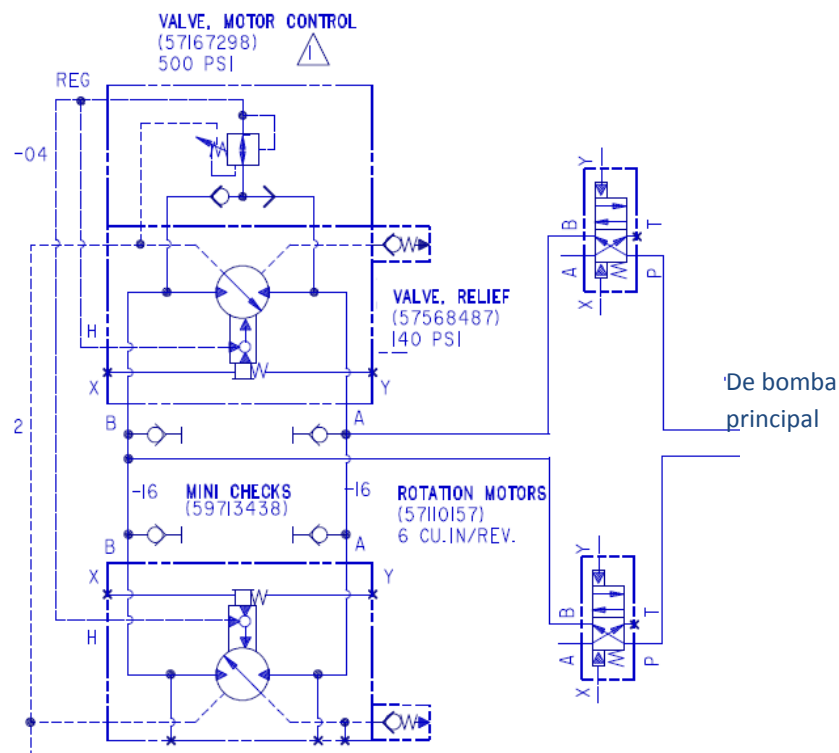 VALVE, MOTOR CONTROL
(57167298)
500 PSI
1
REG
-04
VALVE, RELIEF
(57568487)
140 PSI
H
X
Y
2
B
A
-16
MINI CHECKS
(59713438)
-16
ROTATION MOTORS
(57110157)
6 CU.IN/REV.
B
A
X
Y
H
Y
B
T
A
P
X
De bomba
principal
Y
B
T
A
P
X